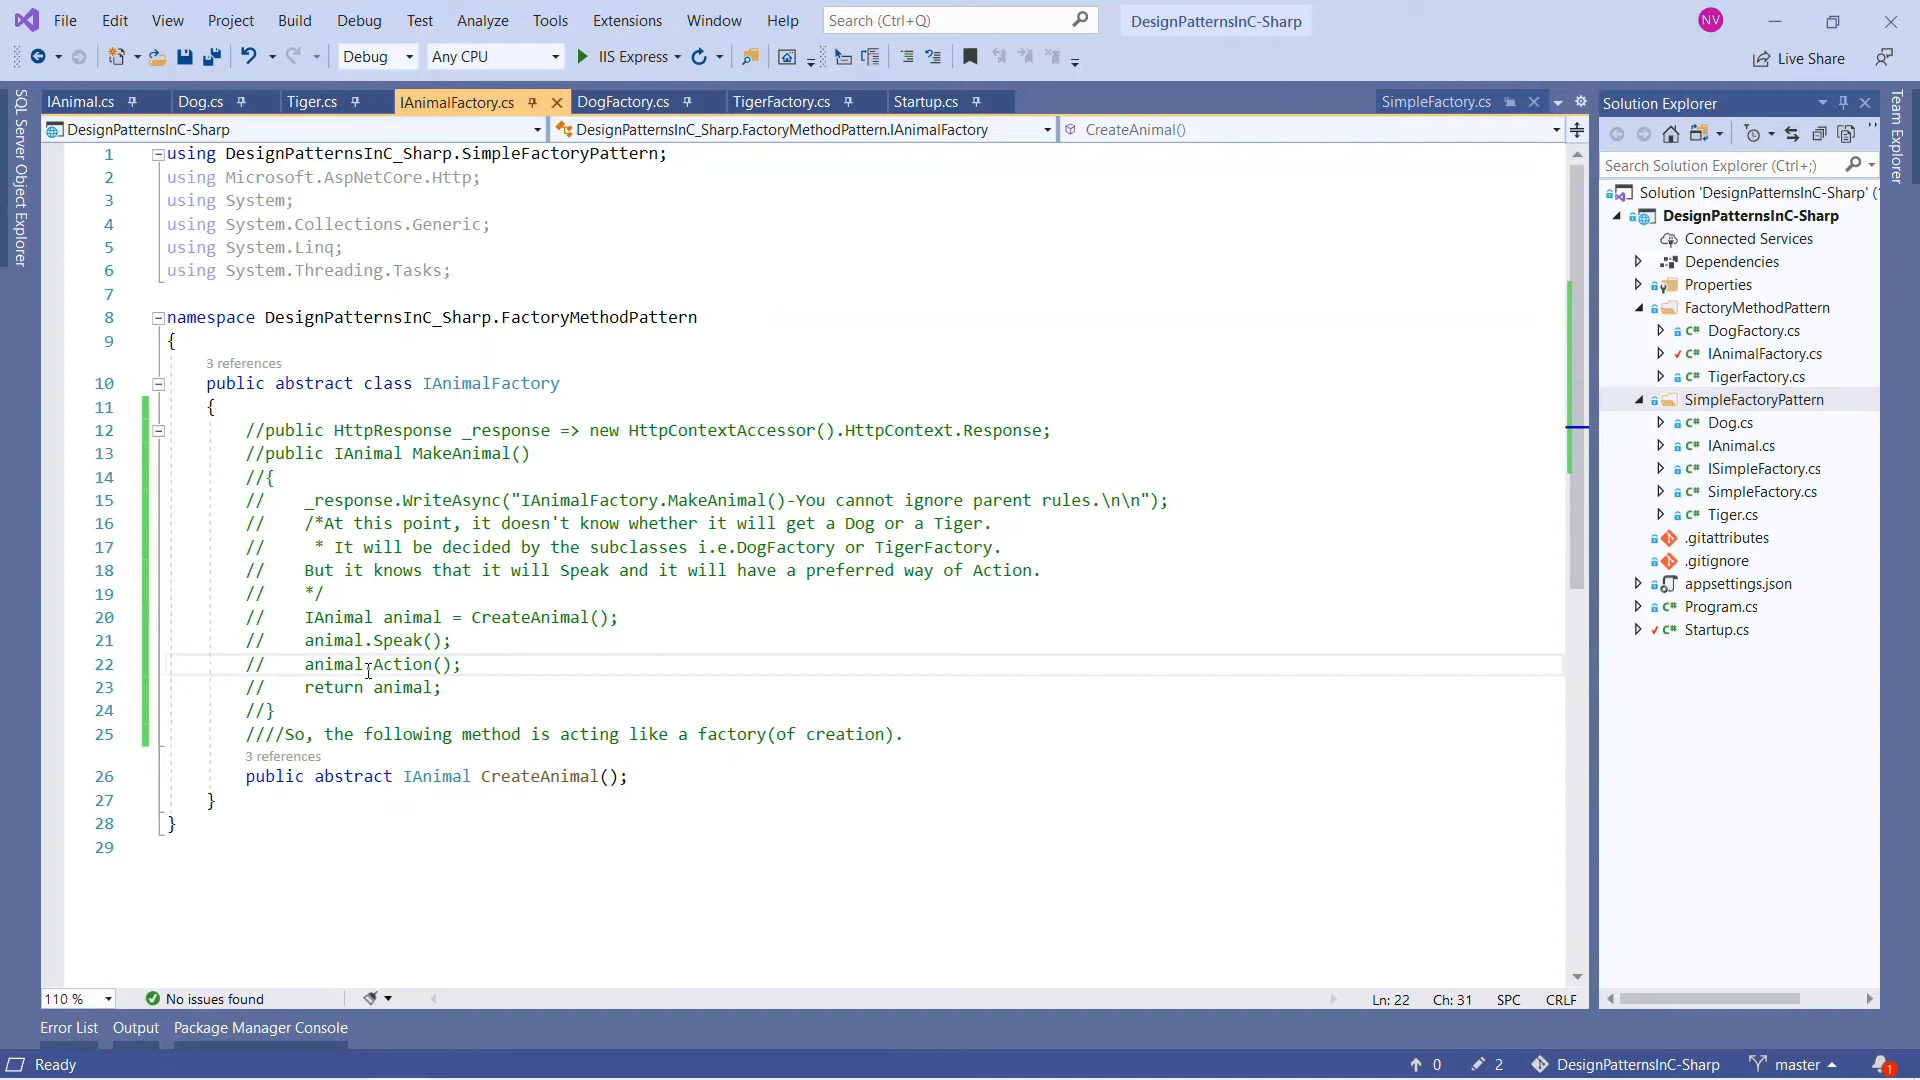 File Edit View Project Build Debug Test Analyze Tools Extensions Window Help Search (Ctrl+Q) DesignPatternsInC-Sharp NV
Debug Any CPU IIS Express Live Share
SQL Server Object Explorer
IAnimal.cs Dog.cs Tiger.cs IAnimalFactory.cs DogFactory.cs TigerFactory.cs Startup.cs SimpleFactory.cs
DesignPatternsInC-Sharp DesignPatternsInC_Sharp.FactoryMethodPattern.IAnimalFactory CreateAnimal()
1 using DesignPatternsInC_Sharp.SimpleFactoryPattern;
2 using Microsoft.AspNetCore.Http;
3 using System;
4 using System.Collections.Generic;
5 using System.Linq;
6 using System.Threading.Tasks;
7
8 namespace DesignPatternsInC_Sharp.FactoryMethodPattern
9 {
3 references
10 public abstract class IAnimalFactory
11 {
12 //public HttpResponse _response => new HttpContextAccessor().HttpContext.Response;
13 //public IAnimal MakeAnimal()
14 //{
15 // _response.WriteAsync("IAnimalFactory.MakeAnimal()-You cannot ignore parent rules.\n\n");
16 // /*At this point, it doesn't know whether it will get a Dog or a Tiger.
17 // * It will be decided by the subclasses i.e.DogFactory or TigerFactory.
18 // But it knows that it will Speak and it will have a preferred way of Action.
19 // */
20 // IAnimal animal = CreateAnimal();
21 // animal.Speak();
22 // animal.Action();
23 // return animal;
24 //}
25 ////So, the following method is acting like a factory(of creation).
3 references
26 public abstract IAnimal CreateAnimal();
27 }
28 }
29
110 % No issues found Ln: 22 Ch: 31 SPC CRLF
Solution Explorer
Search Solution Explorer (Ctrl+;)
Solution 'DesignPatternsInC-Sharp' (
DesignPatternsInC-Sharp
Connected Services
Dependencies
Properties
FactoryMethodPattern
C# DogFactory.cs
C# IAnimalFactory.cs
C# TigerFactory.cs
SimpleFactoryPattern
C# Dog.cs
C# IAnimal.cs
C# ISimpleFactory.cs
C# SimpleFactory.cs
C# Tiger.cs
.gitattributes
.gitignore
appsettings.json
C# Program.cs
C# Startup.cs
Team Explorer
Error List Output Package Manager Console
Ready 0 2 DesignPatternsInC-Sharp master 1